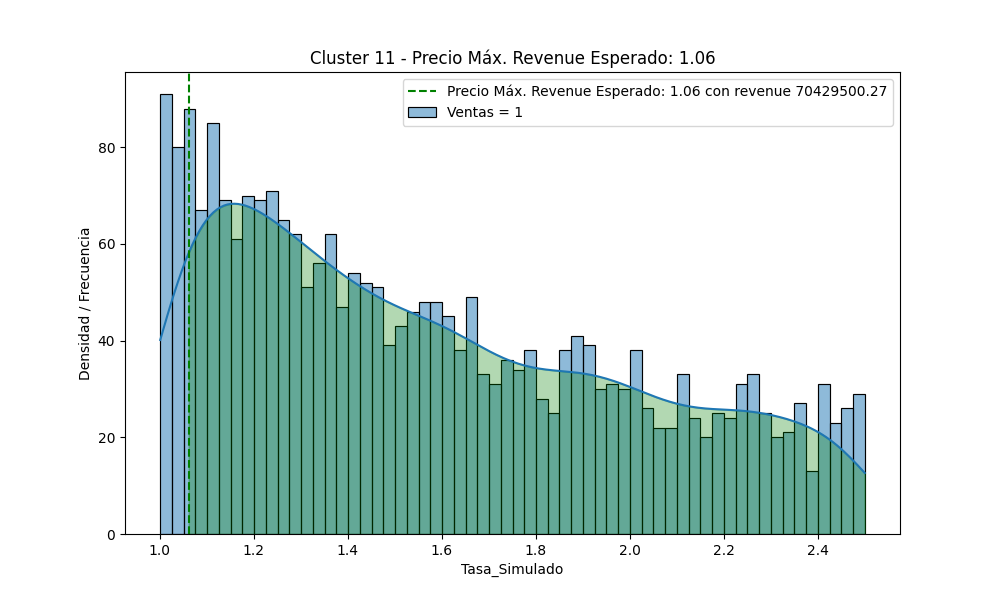 Cluster 11 - Precio Máx. Revenue Esperado: 1.06
Precio Máx. Revenue Esperado: 1.06 con revenue 70429500.27
Ventas = 1
Densidad / Frecuencia
80
60
40
20
0
1.0 1.2 1.4 1.6 1.8 2.0 2.2 2.4
Tasa_Simulado